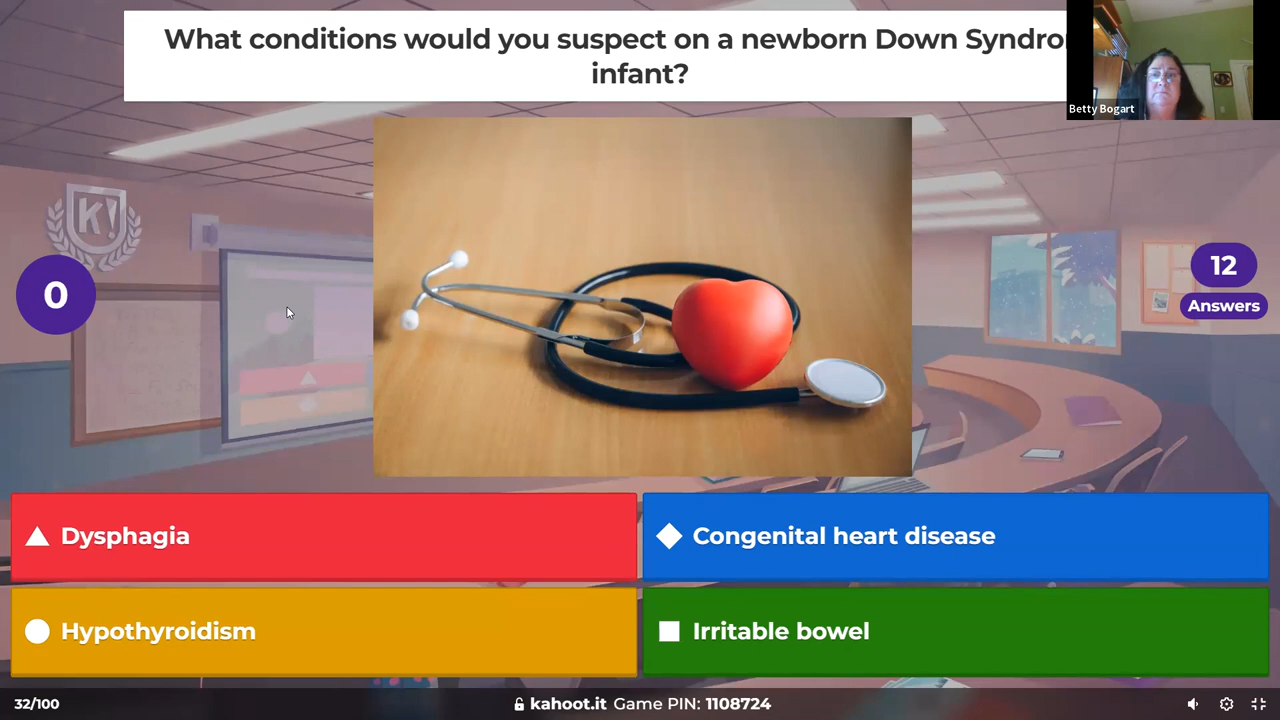 What conditions would you suspect on a newborn Down
infant?
Betty Bogart
K!
0
12
Answers
Dysphagia
Congenital heart disease
Hypothyroidism
Irritable bowel
32/100
kahoot.it Game PIN: 1108724